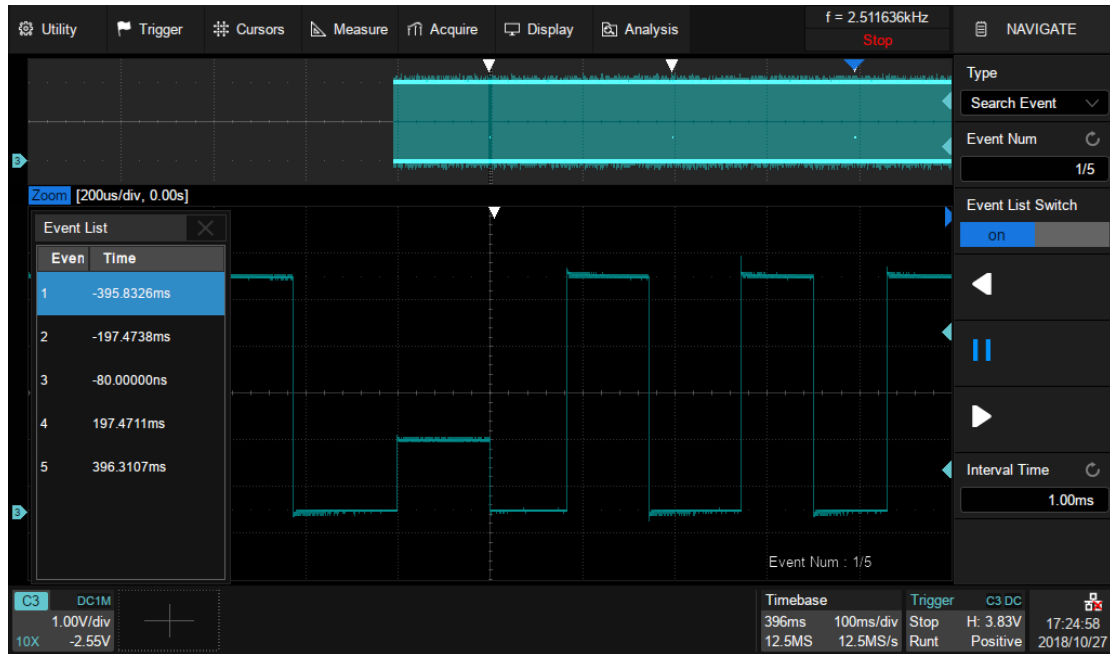 Utility Trigger Cursors Measure Acquire Display Analysis
f = 2.511636kHz
Stop
NAVIGATE
Type
Search Event
Event Num
1/5
Event List Switch
on
Interval Time
1.00ms
3
Zoom [200us/div, 0.00s]
Event List
Even Time
1 -395.8326ms
2 -197.4738ms
3 -80.00000ns
4 197.4711ms
5 396.3107ms
3
Event Num : 1/5
C3 DC1M
1.00V/div
10X -2.55V
Timebase
396ms 100ms/div
12.5MS 12.5MS/s
Trigger C3 DC
Stop H: 3.83V
Runt Positive
17:24:58
2018/10/27